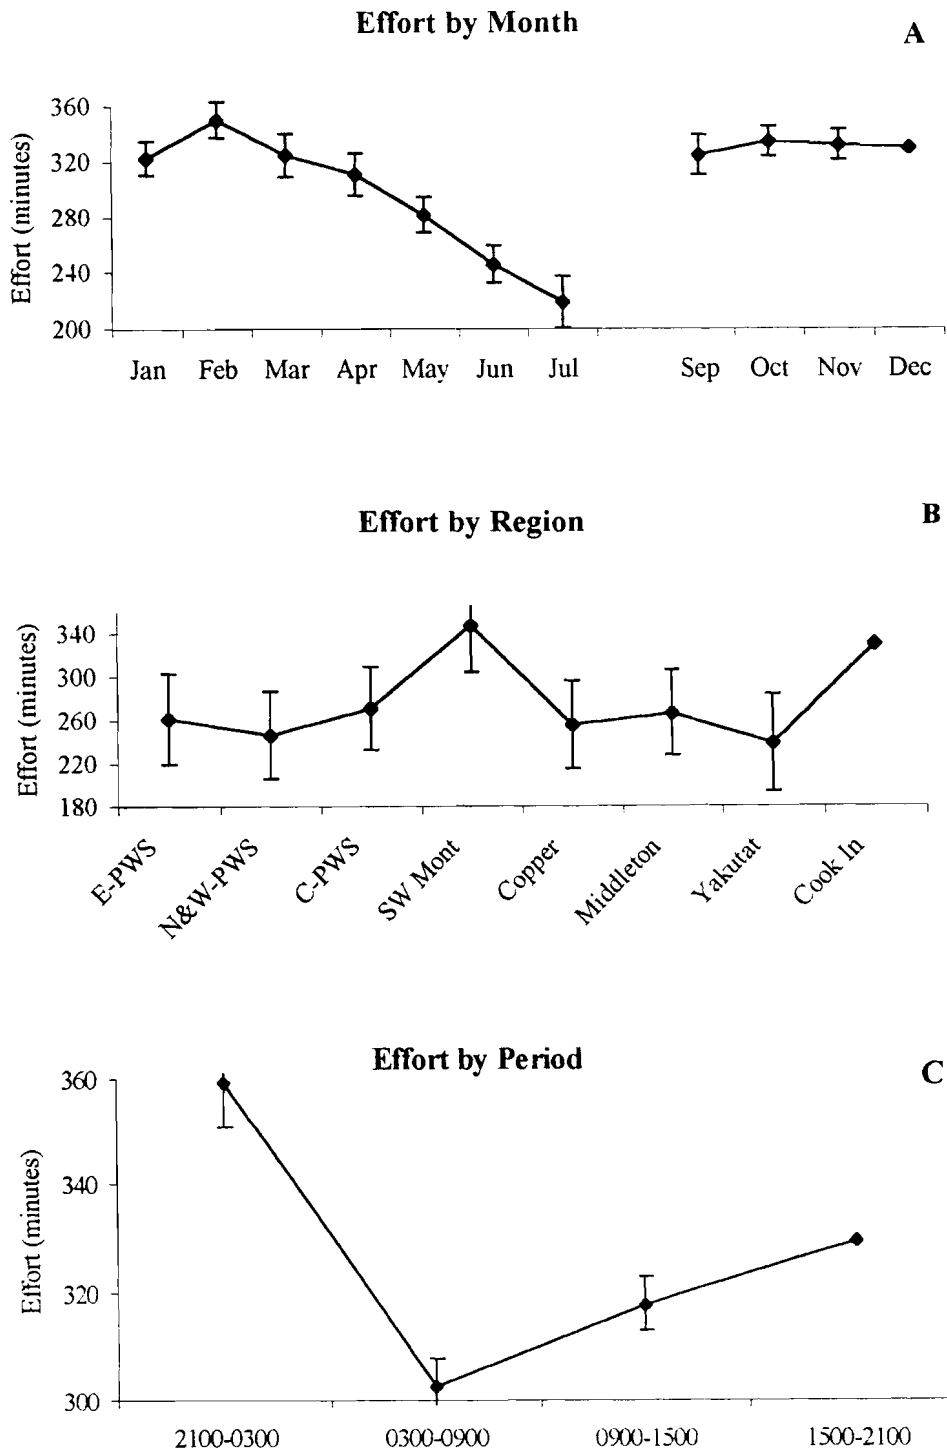 Effort by Month
A
Effort (minutes)
360
320
280
240
200
Jan Feb Mar Apr May Jun Jul Sep Oct Nov Dec
Effort by Region
B
Effort (minutes)
340
300
260
220
180
E-PWS
N&W-PWS
C-PWS
SW Mont
Copper
Middleton
Yakutat
Cook In
Effort by Period
C
Effort (minutes)
360
340
320
300
2100-0300 0300-0900 0900-1500 1500-2100